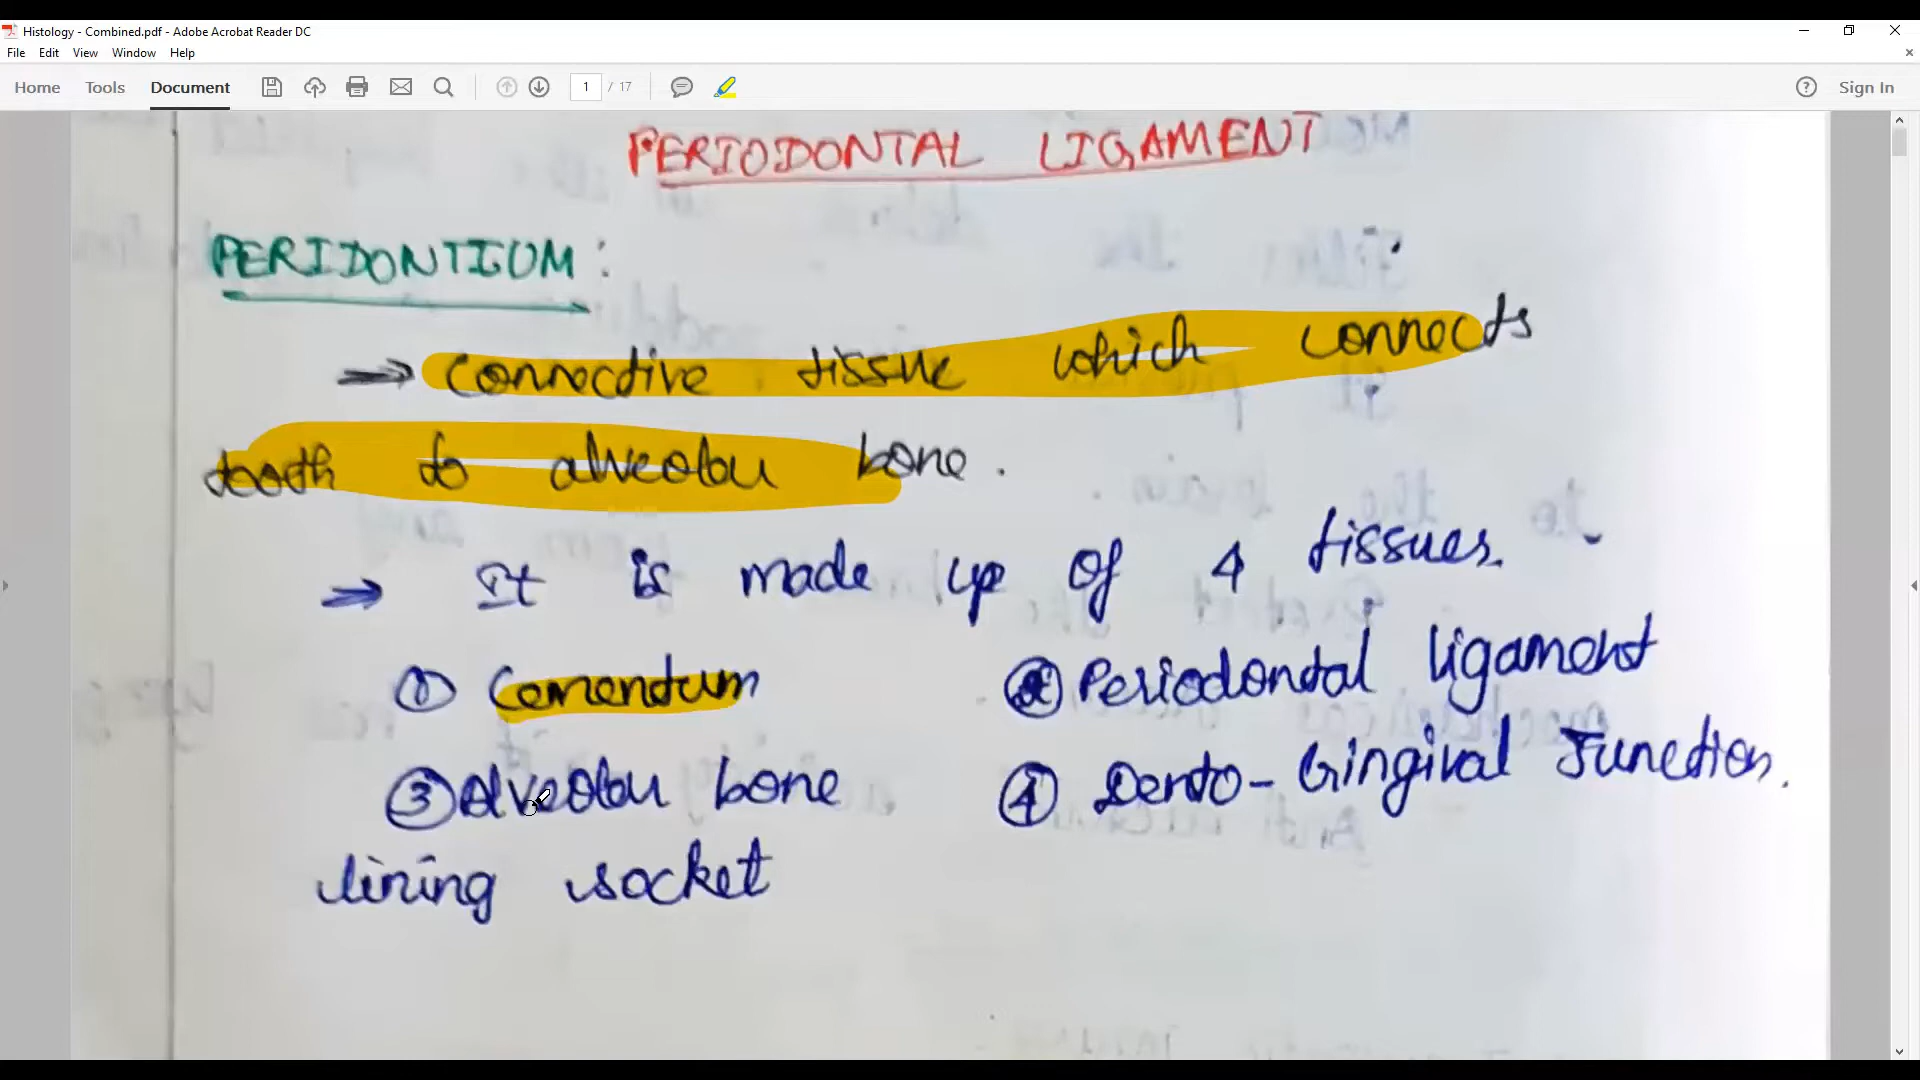 Histology - Combined.pdf - Adobe Acrobat Reader DC
File Edit View Window Help
Home Tools Document 1 / 17 Sign In
PERIODONTAL LIGAMENT
PERIDONTIUM :
→ Connective tissue which connects
tooth to alveolar bone .
→ It is made up of 4 tissues.
① Cementum ② Periodontal ligament
③ Alveolar bone ④ Dento-Gingival Junction.
lining socket